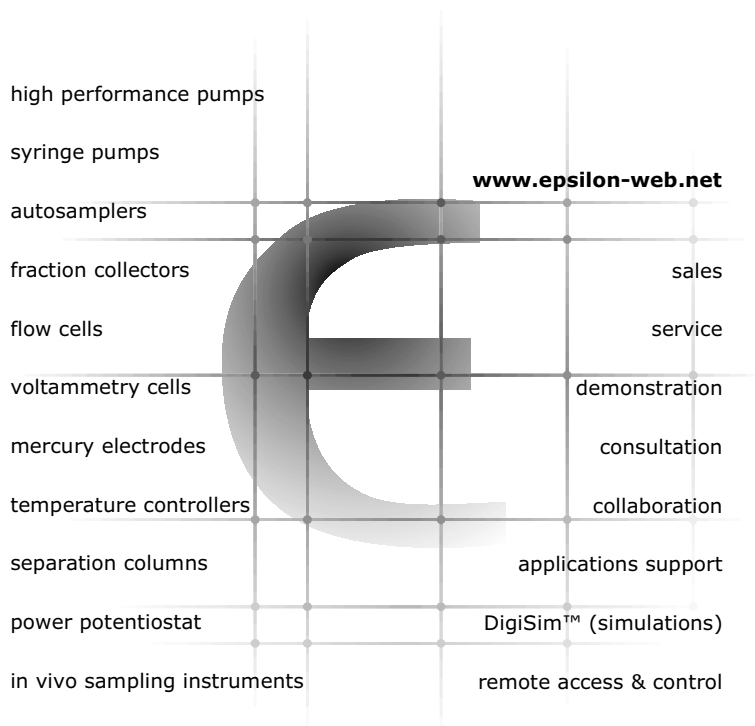 high performance pumps
syringe pumps
autosamplers
fraction collectors
flow cells
voltammetry cells
mercury electrodes
temperature controllers
separation columns
power potentiostat
in vivo sampling instruments
www.epsilon-web.net
sales
service
demonstration
consultation
collaboration
applications support
DigiSim™ (simulations)
remote access & control